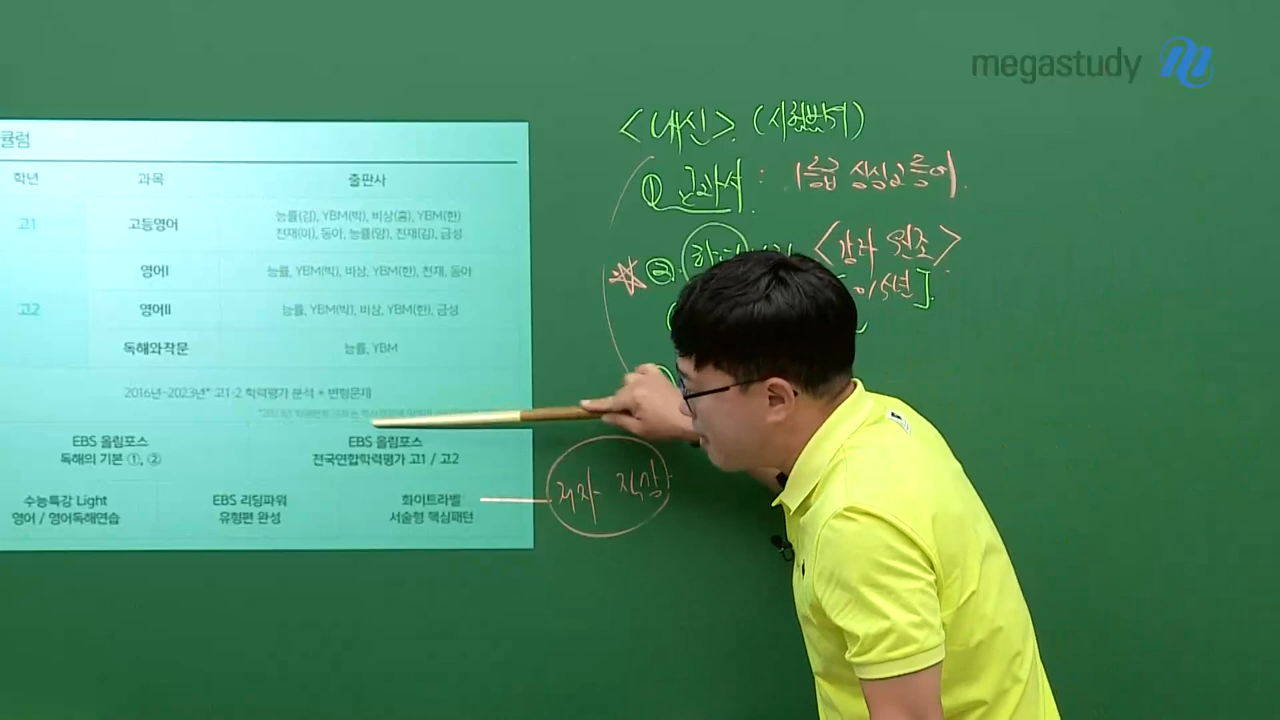 megastudy
큘럼
학년 과목 출판사
고1 고등영어 능률(김), YBM(박), 비상(홍), YBM(한)
천재(이), 동아, 능률(양), 천재(강), 금성
영어I 능률, YBM(박), 비상, YBM(한), 천재, 동아
고2 영어II 능률, YBM(박), 비상, YBM(한), 금성
독해와작문 능률, YBM
2016년~2023년* 고1·2 학력평가 분석 + 변형문제
EBS 올림포스 EBS 올림포스
독해의 기본 ①, ② 전국연합학력평가 고1 / 고2
수능특강 Light EBS 리딩파워 화이트라벨
영어 / 영어독해연습 유형편 완성 서술형 핵심패턴
<내신> (시험범위)
① 교과서 : 1등급
②
<강의 원조>
저자 직강